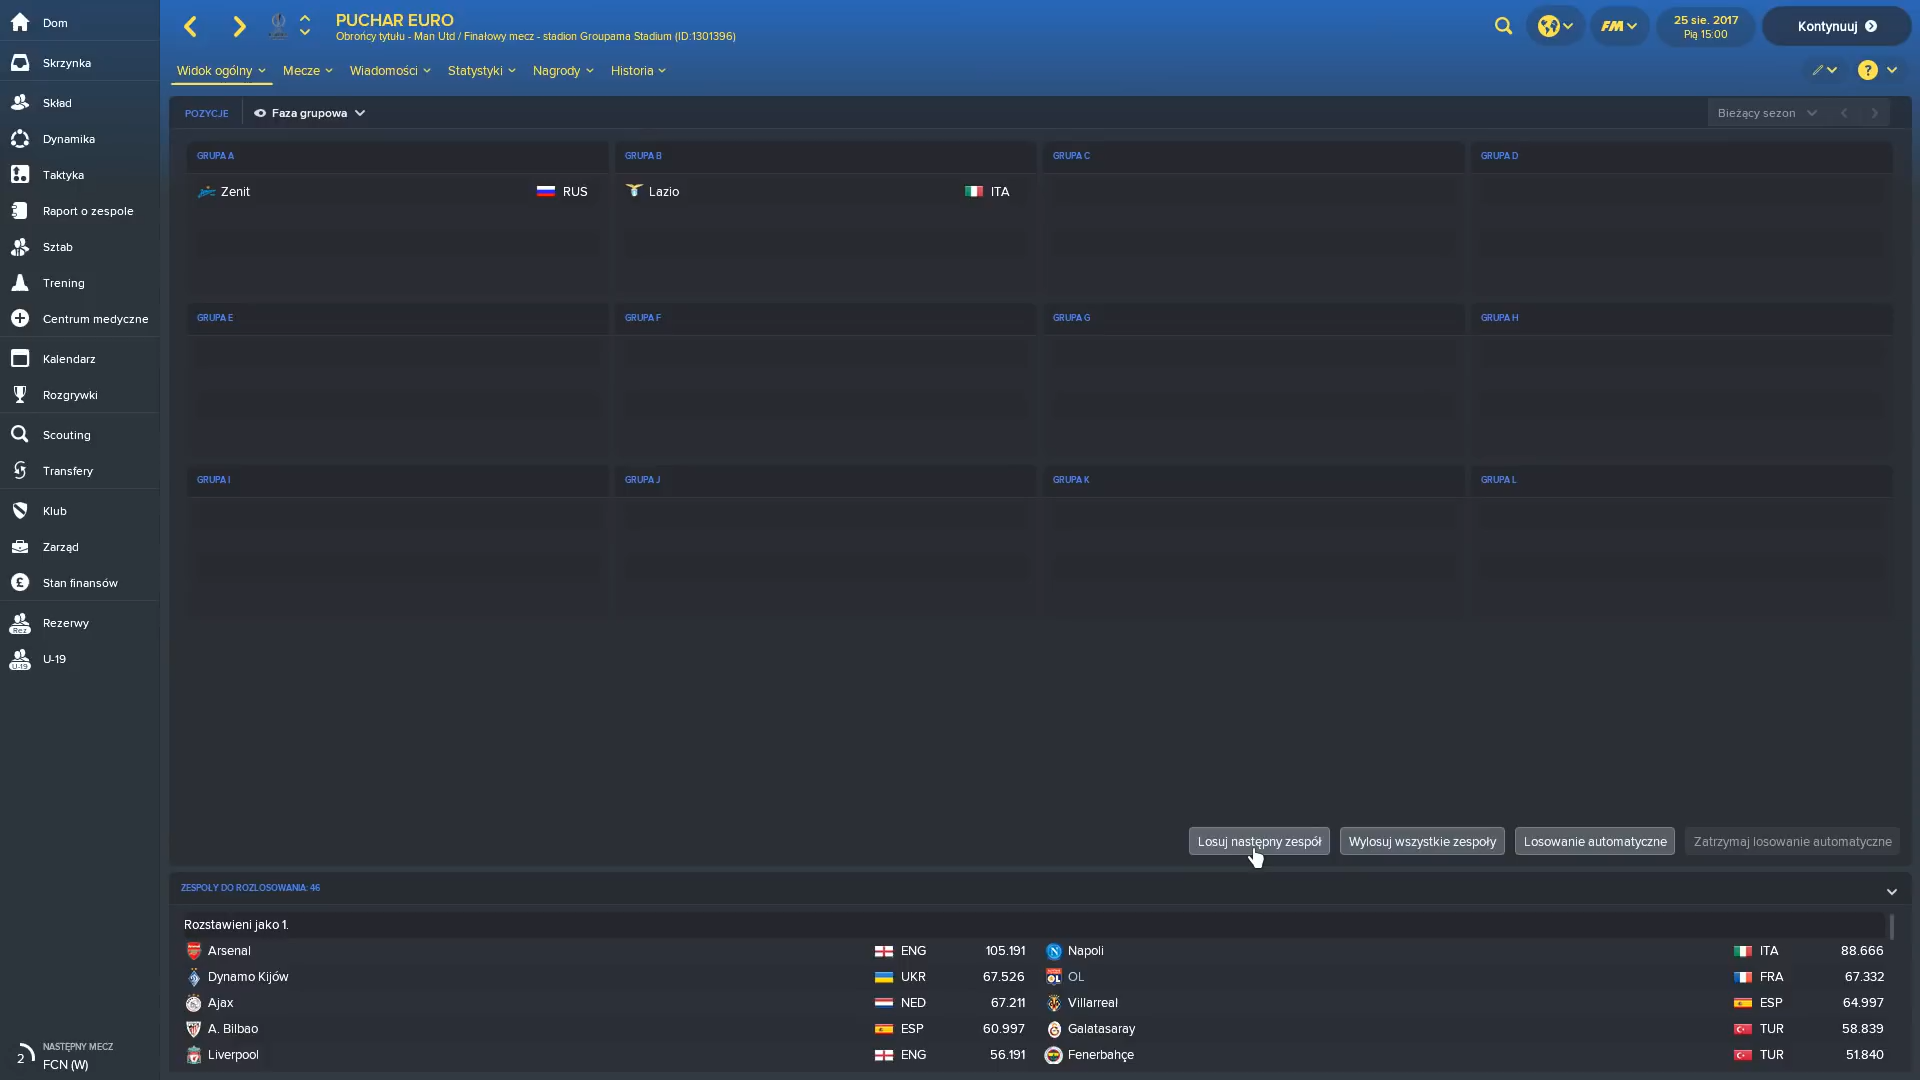 Dom
Skrzynka
Skład
Dynamika
Taktyka
Raport o zespole
Sztab
Trening
Centrum medyczne
Kalendarz
Rozgrywki
Scouting
Transfery
Klub
Zarząd
Stan finansów
Rez
Rezerwy
U-19
U-19
2
NASTĘPNY MECZ
FCN (W)
PUCHAR EURO
Obrońcy tytułu - Man Utd / Finałowy mecz - stadion Groupama Stadium (ID:1301396)
FM
25 sie. 2017
Pią 15:00
Kontynuuj
Widok ogólny
Mecze
Wiadomości
Statystyki
Nagrody
Historia
?
POZYCJE
Faza grupowa
Bieżący sezon
GRUPA A
GRUPA B
GRUPA C
GRUPA D
Zenit RUS
Lazio ITA
GRUPA E
GRUPA F
GRUPA G
GRUPA H
GRUPA I
GRUPA J
GRUPA K
GRUPA L
Losuj następny zespół
Wylosuj wszystkie zespoły
Losowanie automatyczne
Zatrzymaj losowanie automatyczne
ZESPOŁY DO ROZLOSOWANIA: 46
Rozstawieni jako 1.
Arsenal ENG 105.191 Napoli ITA 88.666
Dynamo Kijów UKR 67.526 OL FRA 67.332
Ajax NED 67.211 Villarreal ESP 64.997
A. Bilbao ESP 60.997 Galatasaray TUR 58.839
Liverpool ENG 56.191 Fenerbahçe TUR 51.840